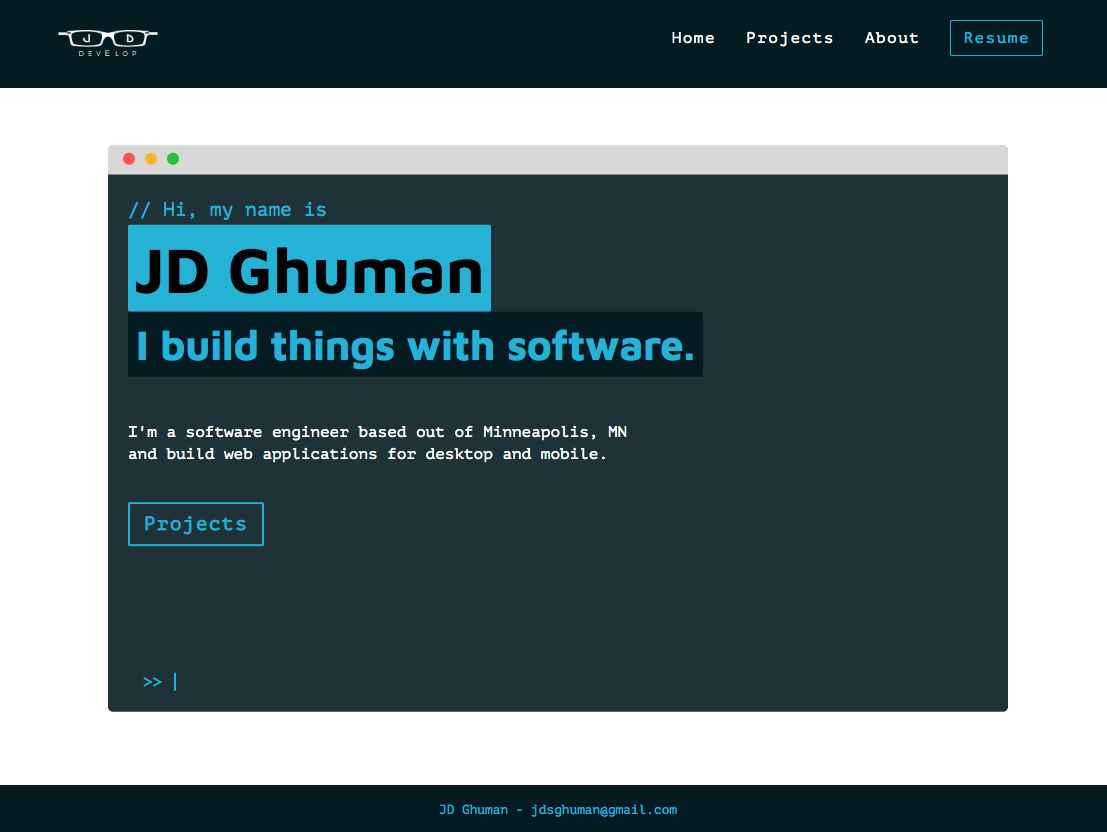 J D
DEVELOP
Home Projects About Resume
// Hi, my name is
JD Ghuman
I build things with software.
I'm a software engineer based out of Minneapolis, MN
and build web applications for desktop and mobile.
Projects
>> |
JD Ghuman - jdsghuman@gmail.com